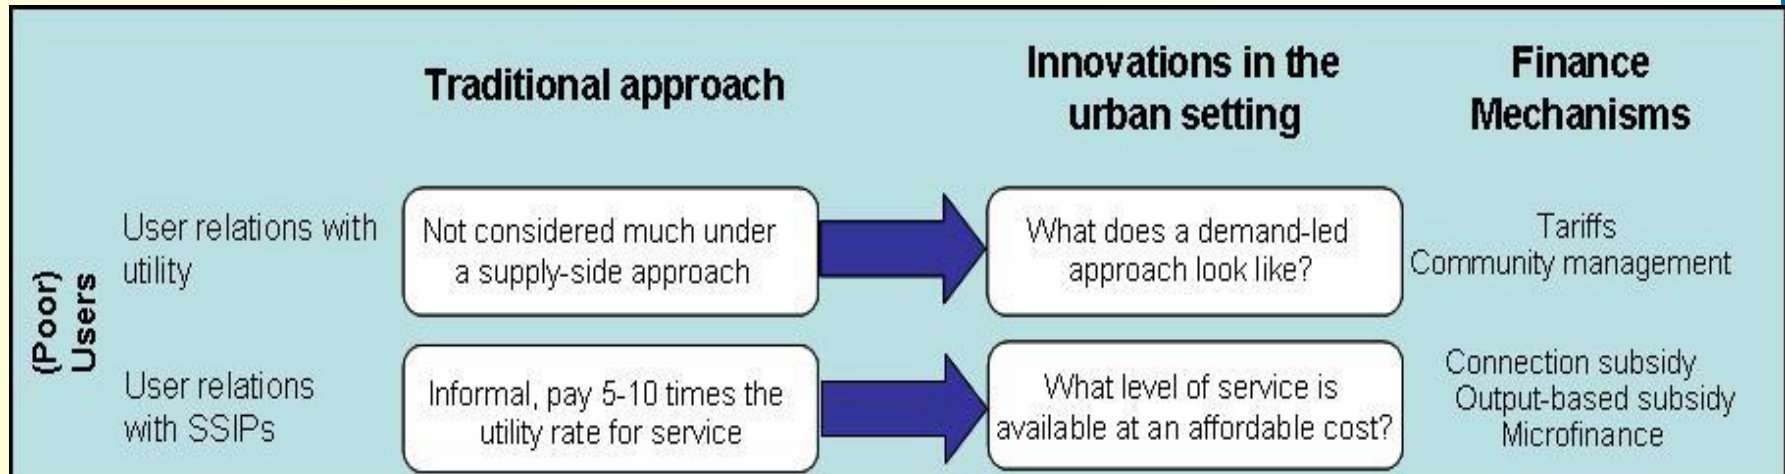 Traditional approach
Innovations in the
urban setting
Finance
Mechanisms
(Poor)
Users
User relations with
utility
Not considered much under
a supply-side approach
What does a demand-led
approach look like?
Tariffs
Community management
User relations
with SSIPs
Informal, pay 5-10 times the
utility rate for service
What level of service is
available at an affordable cost?
Connection subsidy
Output-based subsidy
Microfinance